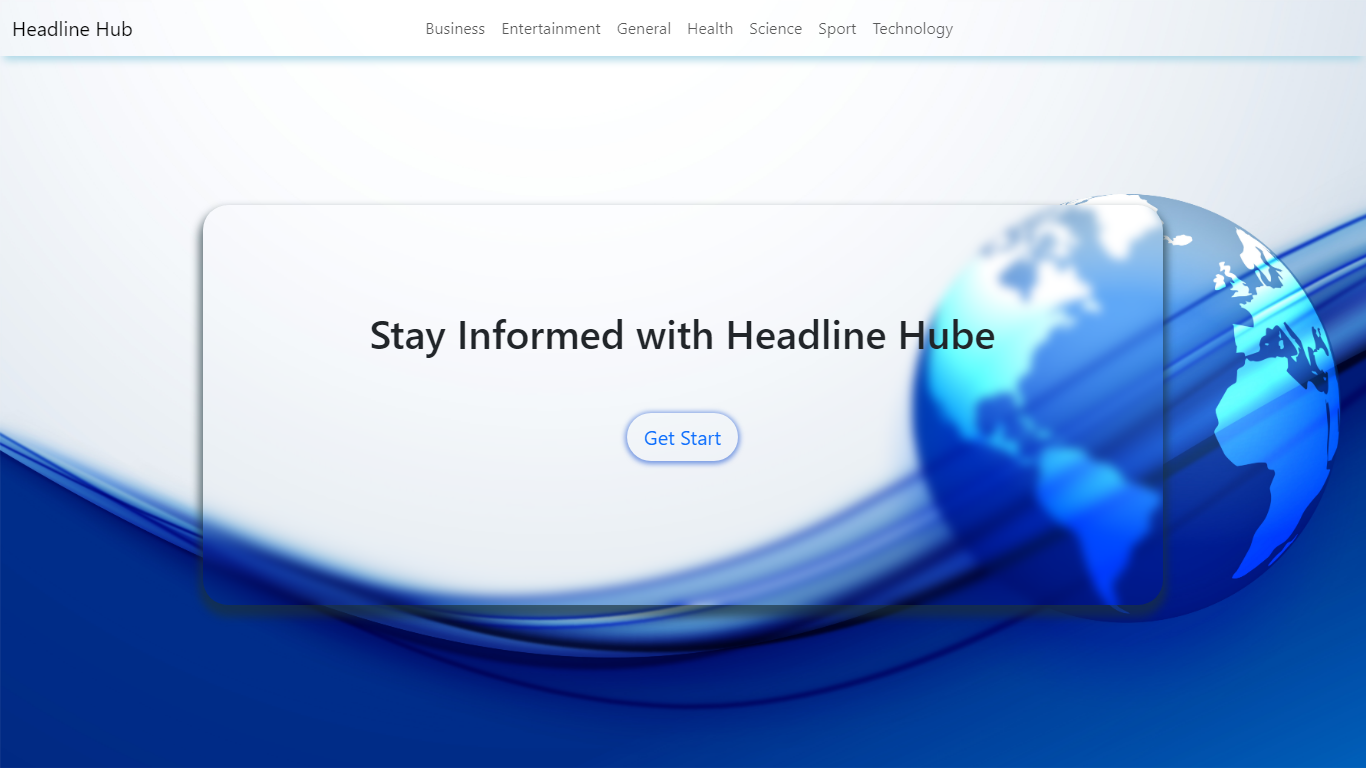 Headline Hub
Business Entertainment General Health Science Sport Technology
Stay Informed with Headline Hube
Get Start